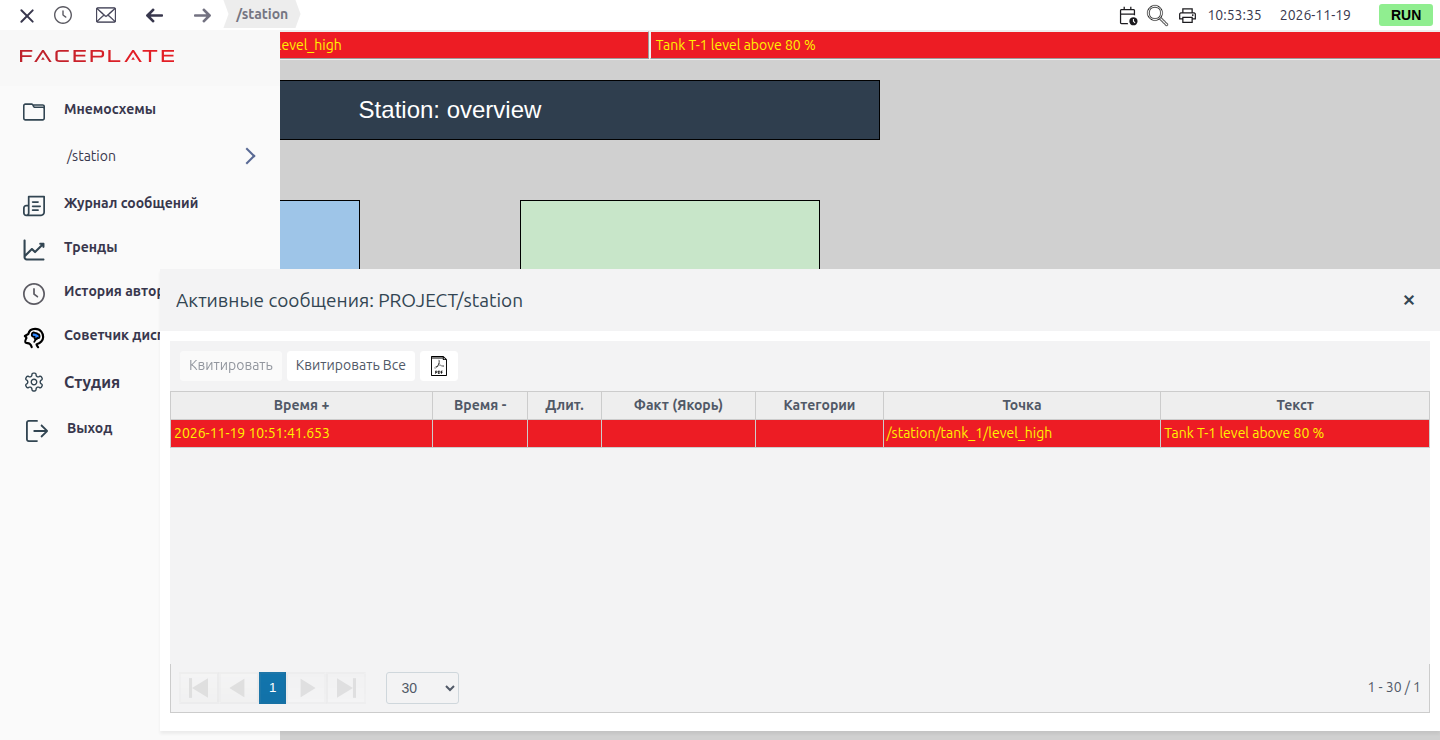 /station
10:53:35 2026-11-19 RUN
FACEPLATE
level_high Tank T-1 level above 80 %
Station: overview
Мнемосхемы
/station
Журнал сообщений
Тренды
История автор
Советчик дисп
Студия
Выход
Активные сообщения: PROJECT/station
Квитировать Квитировать Все
Время + Время - Длит. Факт (Якорь) Категории Точка Текст
2026-11-19 10:51:41.653 /station/tank_1/level_high Tank T-1 level above 80 %
1 30 1 - 30 / 1